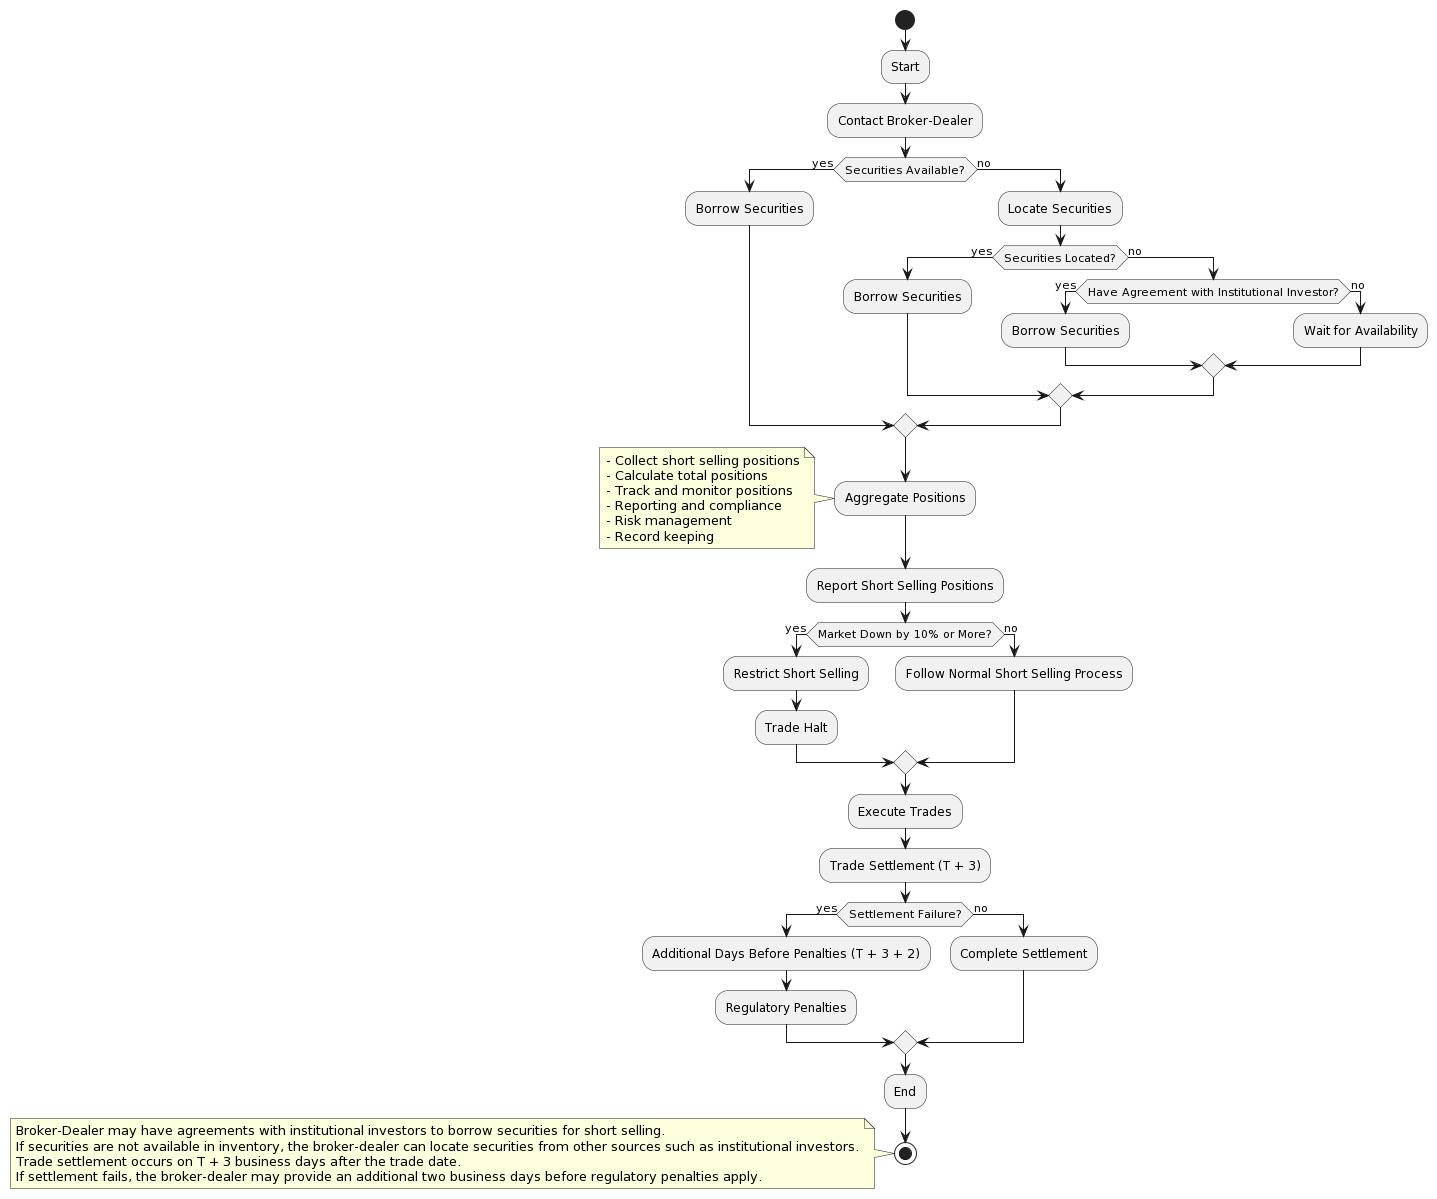 Start
Contact Broker-Dealer
yes
Securities Available?
no
Borrow Securities
Locate Securities
yes
Securities Located?
no
Borrow Securities
yes
Have Agreement with Institutional Investor?
no
Borrow Securities
Wait for Availability
- Collect short selling positions
- Calculate total positions
- Track and monitor positions
- Reporting and compliance
- Risk management
- Record keeping
Aggregate Positions
Report Short Selling Positions
yes
Market Down by 10% or More?
no
Restrict Short Selling
Follow Normal Short Selling Process
Trade Halt
Execute Trades
Trade Settlement (T + 3)
yes
Settlement Failure?
no
Additional Days Before Penalties (T + 3 + 2)
Complete Settlement
Regulatory Penalties
End
Broker-Dealer may have agreements with institutional investors to borrow securities for short selling.
If securities are not available in inventory, the broker-dealer can locate securities from other sources such as institutional investors.
Trade settlement occurs on T + 3 business days after the trade date.
If settlement fails, the broker-dealer may provide an additional two business days before regulatory penalties apply.